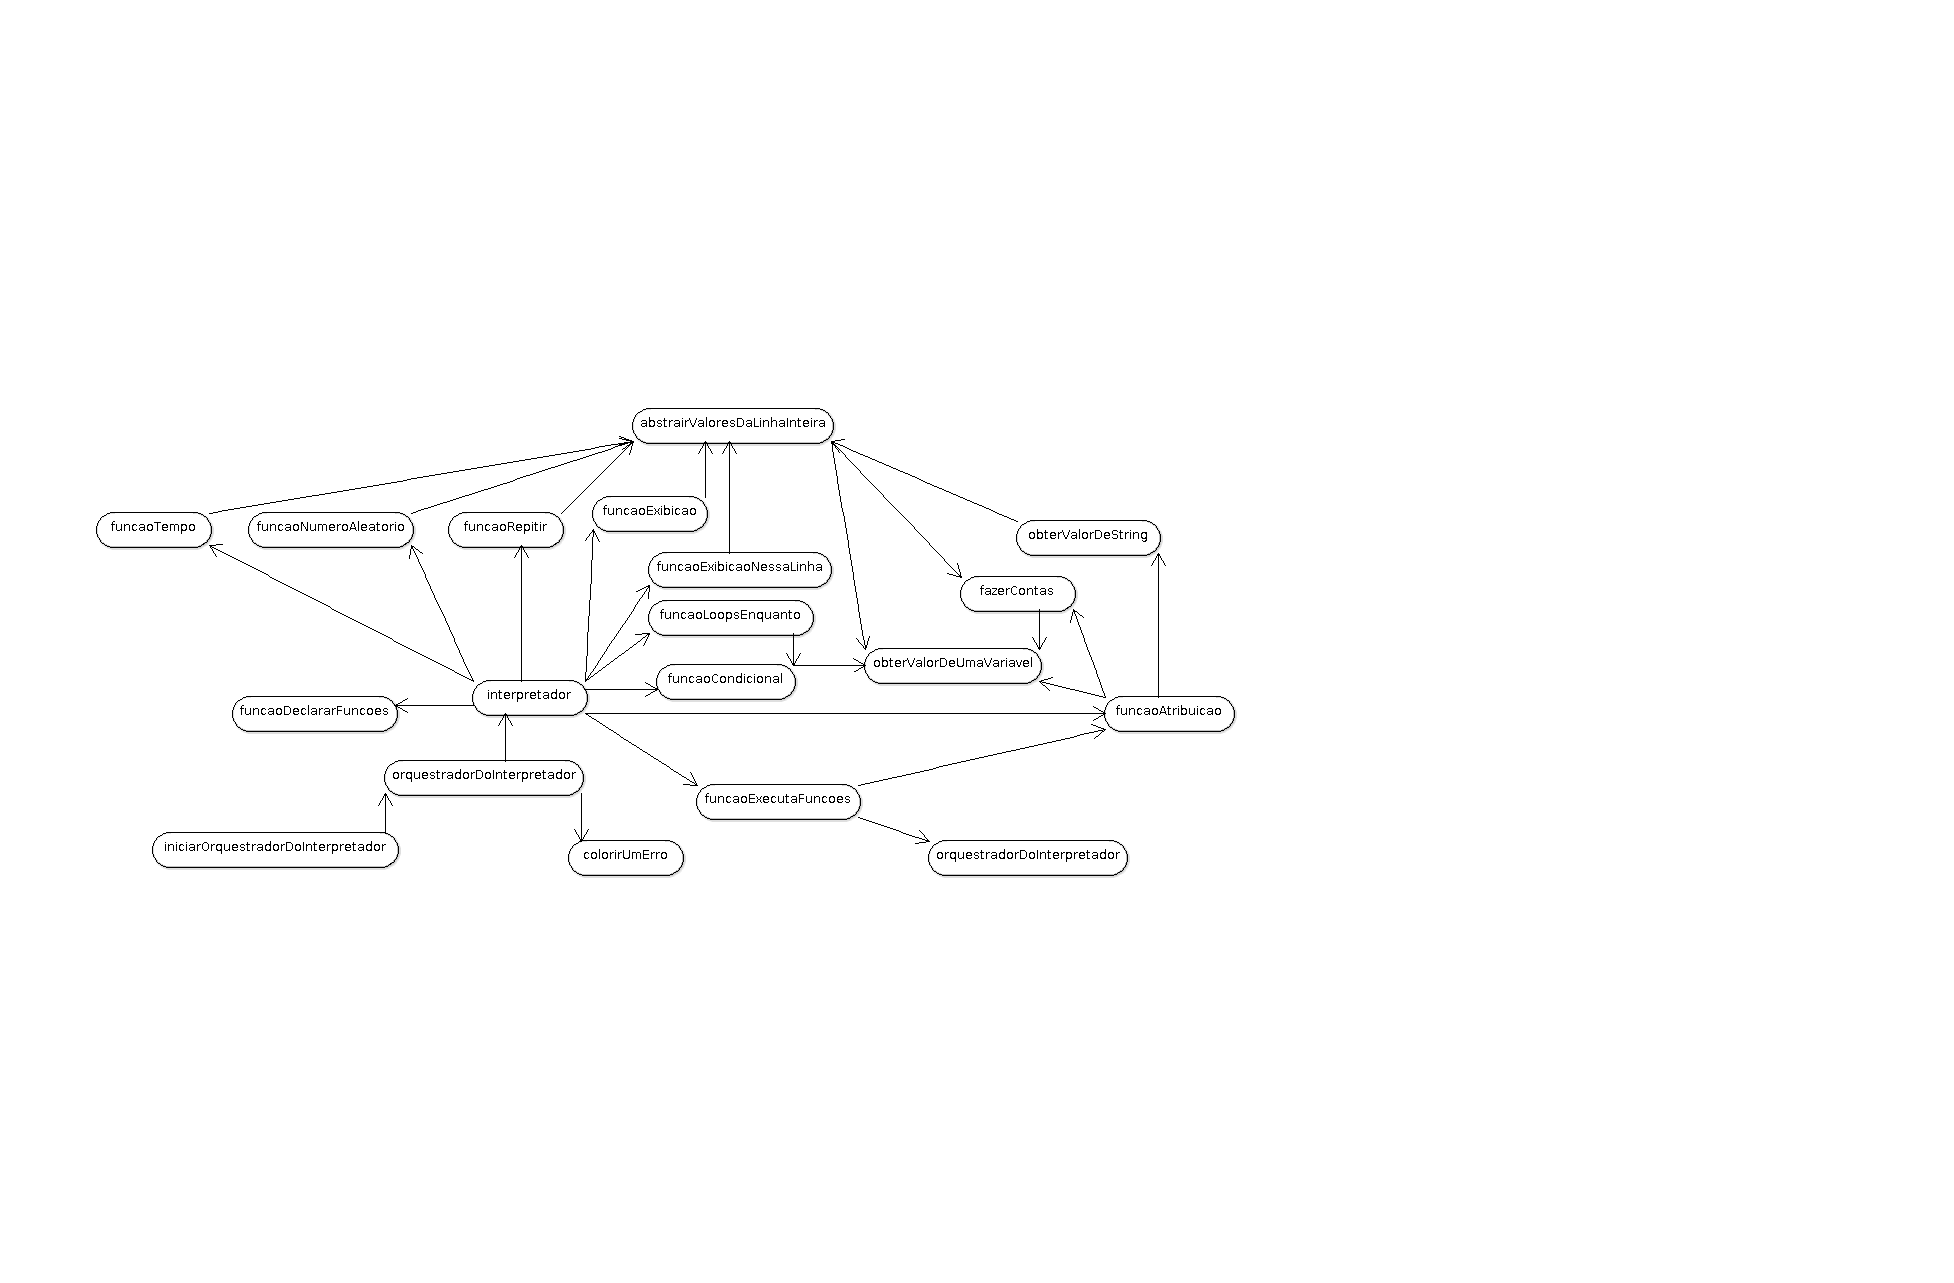 abstrairValoresDaLinhaInteira
funcaoExibicao
funcaoTempo
funcaoNumeroAleatorio
funcaoRepitir
obterValorDeString
funcaoExibicaoNessaLinha
fazerContas
funcaoLoopsEnquanto
obterValorDeUmaVariavel
funcaoCondicional
interpretador
funcaoDeclararFuncoes
funcaoAtribuicao
orquestradorDoInterpretador
funcaoExecutaFuncoes
iniciarOrquestradorDoInterpretador
colorirUmErro
orquestradorDoInterpretador